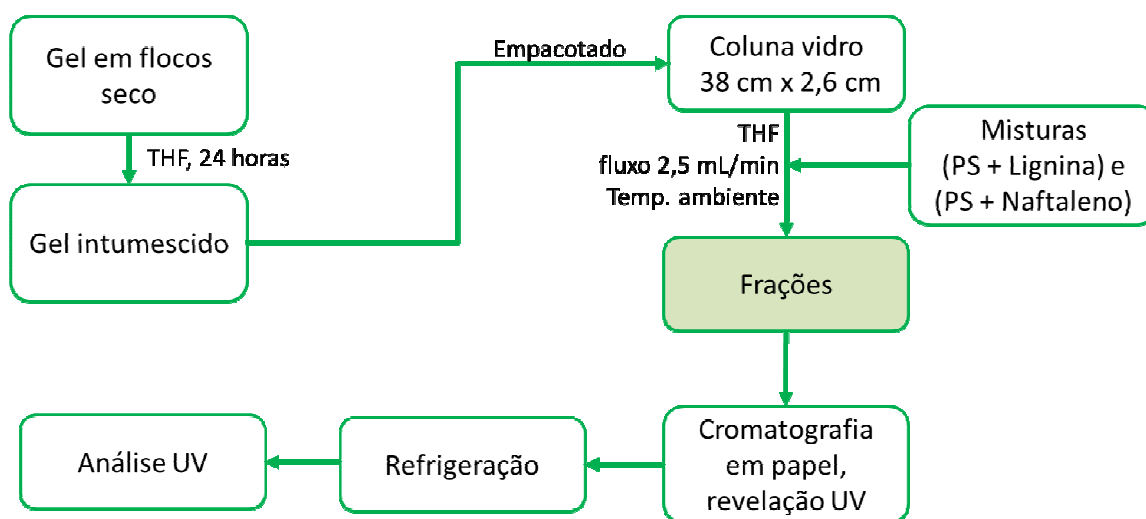 Gel em flocos
seco
THF, 24 horas
Gel intumescido
Empacotado
Coluna vidro
38 cm x 2,6 cm
THF
fluxo 2,5 mL/min
Temp. ambiente
Misturas
(PS + Lignina) e
(PS + Naftaleno)
Frações
Cromatografia
em papel,
revelação UV
Refrigeração
Análise UV